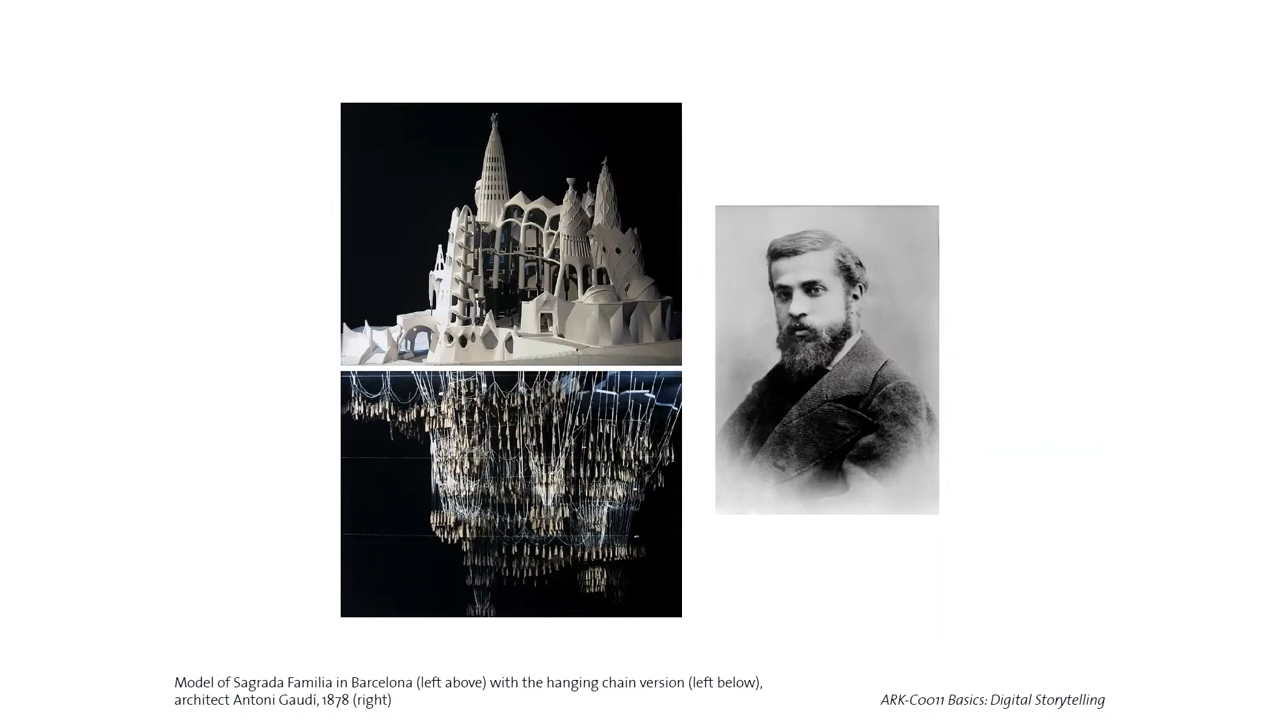 Model of Sagrada Familia in Barcelona (left above) with the hanging chain version (left below),
architect Antoni Gaudí, 1878 (right)
ARK-C0011 Basics: Digital Storytelling